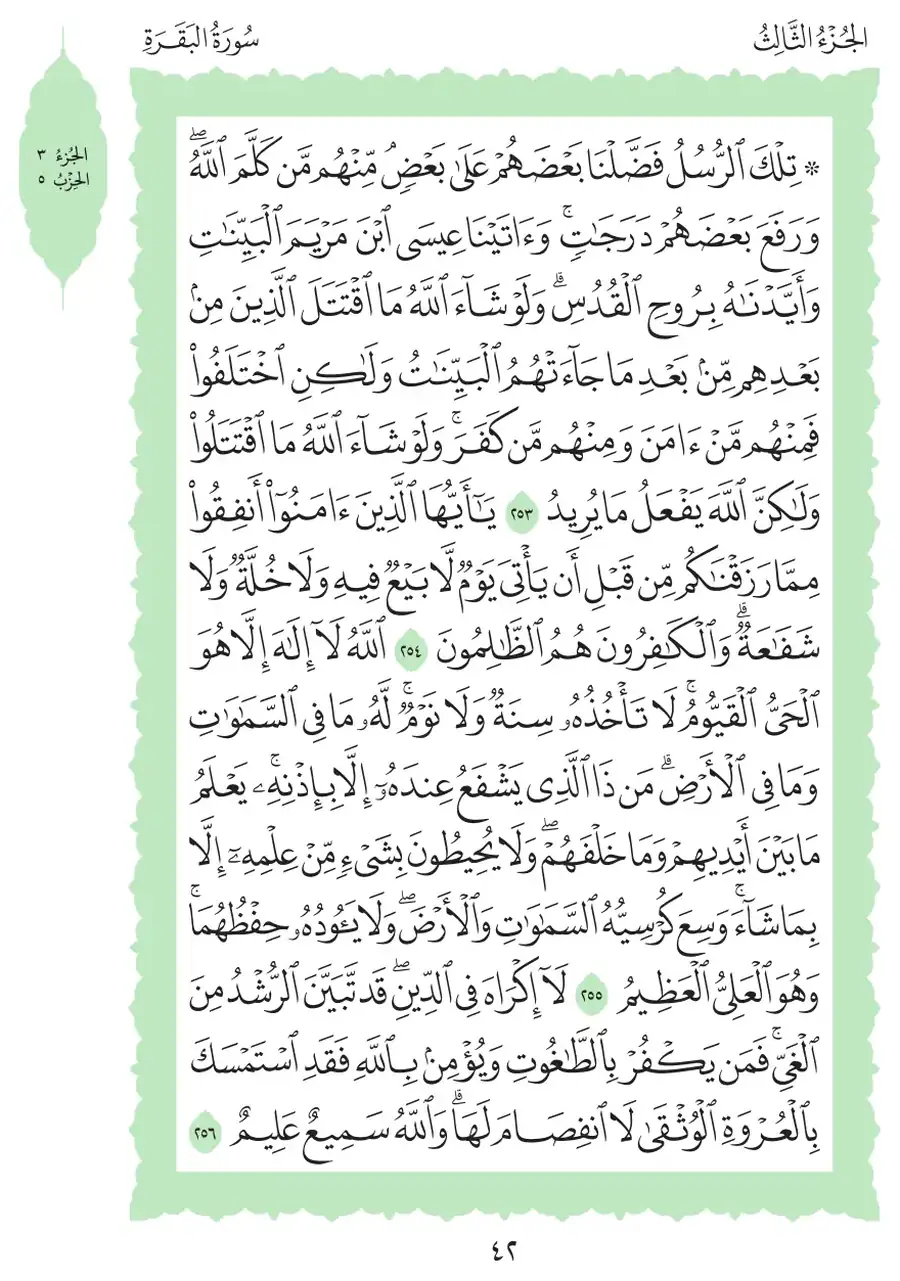 الجُزْءُ الثَّالِثُ
سُورَةُ البَقَرَةِ
الجُزءُ ٣
الحِزْبُ ٥
۞ تِلۡكَ ٱلرُّسُلُ فَضَّلۡنَا بَعۡضَهُمۡ عَلَىٰ بَعۡضٖۘ مِّنۡهُم مَّن كَلَّمَ ٱللَّهُۖ
وَرَفَعَ بَعۡضَهُمۡ دَرَجَٰتٖۚ وَءَاتَيۡنَا عِيسَى ٱبۡنَ مَرۡيَمَ ٱلۡبَيِّنَٰتِ
وَأَيَّدۡنَٰهُ بِرُوحِ ٱلۡقُدُسِۗ وَلَوۡ شَآءَ ٱللَّهُ مَا ٱقۡتَتَلَ ٱلَّذِينَ مِنۢ
بَعۡدِهِم مِّنۢ بَعۡدِ مَا جَآءَتۡهُمُ ٱلۡبَيِّنَٰتُ وَلَٰكِنِ ٱخۡتَلَفُواْ
فَمِنۡهُم مَّنۡ ءَامَنَ وَمِنۡهُم مَّن كَفَرَۚ وَلَوۡ شَآءَ ٱللَّهُ مَا ٱقۡتَتَلُواْ
وَلَٰكِنَّ ٱللَّهَ يَفۡعَلُ مَا يُرِيدُ ٢٥٣ يَٰٓأَيُّهَا ٱلَّذِينَ ءَامَنُوٓاْ أَنفِقُواْ
مِمَّا رَزَقۡنَٰكُم مِّن قَبۡلِ أَن يَأۡتِيَ يَوۡمٞ لَّا بَيۡعٞ فِيهِ وَلَا خُلَّةٞ وَلَا
شَفَٰعَةٞۗ وَٱلۡكَٰفِرُونَ هُمُ ٱلظَّٰلِمُونَ ٢٥٤ ٱللَّهُ لَآ إِلَٰهَ إِلَّا هُوَ
ٱلۡحَيُّ ٱلۡقَيُّومُۚ لَا تَأۡخُذُهُۥ سِنَةٞ وَلَا نَوۡمٞۚ لَّهُۥ مَا فِي ٱلسَّمَٰوَٰتِ
وَمَا فِي ٱلۡأَرۡضِۗ مَن ذَا ٱلَّذِي يَشۡفَعُ عِندَهُۥٓ إِلَّا بِإِذۡنِهِۦۚ يَعۡلَمُ
مَا بَيۡنَ أَيۡدِيهِمۡ وَمَا خَلۡفَهُمۡۖ وَلَا يُحِيطُونَ بِشَيۡءٖ مِّنۡ عِلۡمِهِۦٓ إِلَّا
بِمَا شَآءَۚ وَسِعَ كُرۡسِيُّهُ ٱلسَّمَٰوَٰتِ وَٱلۡأَرۡضَۖ وَلَا يَـُٔودُهُۥ حِفۡظُهُمَاۚ
وَهُوَ ٱلۡعَلِيُّ ٱلۡعَظِيمُ ٢٥٥ لَآ إِكۡرَاهَ فِي ٱلدِّينِۖ قَد تَّبَيَّنَ ٱلرُّشۡدُ مِنَ
ٱلۡغَيِّۚ فَمَن يَكۡفُرۡ بِٱلطَّٰغُوتِ وَيُؤۡمِنۢ بِٱللَّهِ فَقَدِ ٱسۡتَمۡسَكَ
بِٱلۡعُرۡوَةِ ٱلۡوُثۡقَىٰ لَا ٱنفِصَامَ لَهَاۗ وَٱللَّهُ سَمِيعٌ عَلِيمٌ ٢٥٦
٤٢